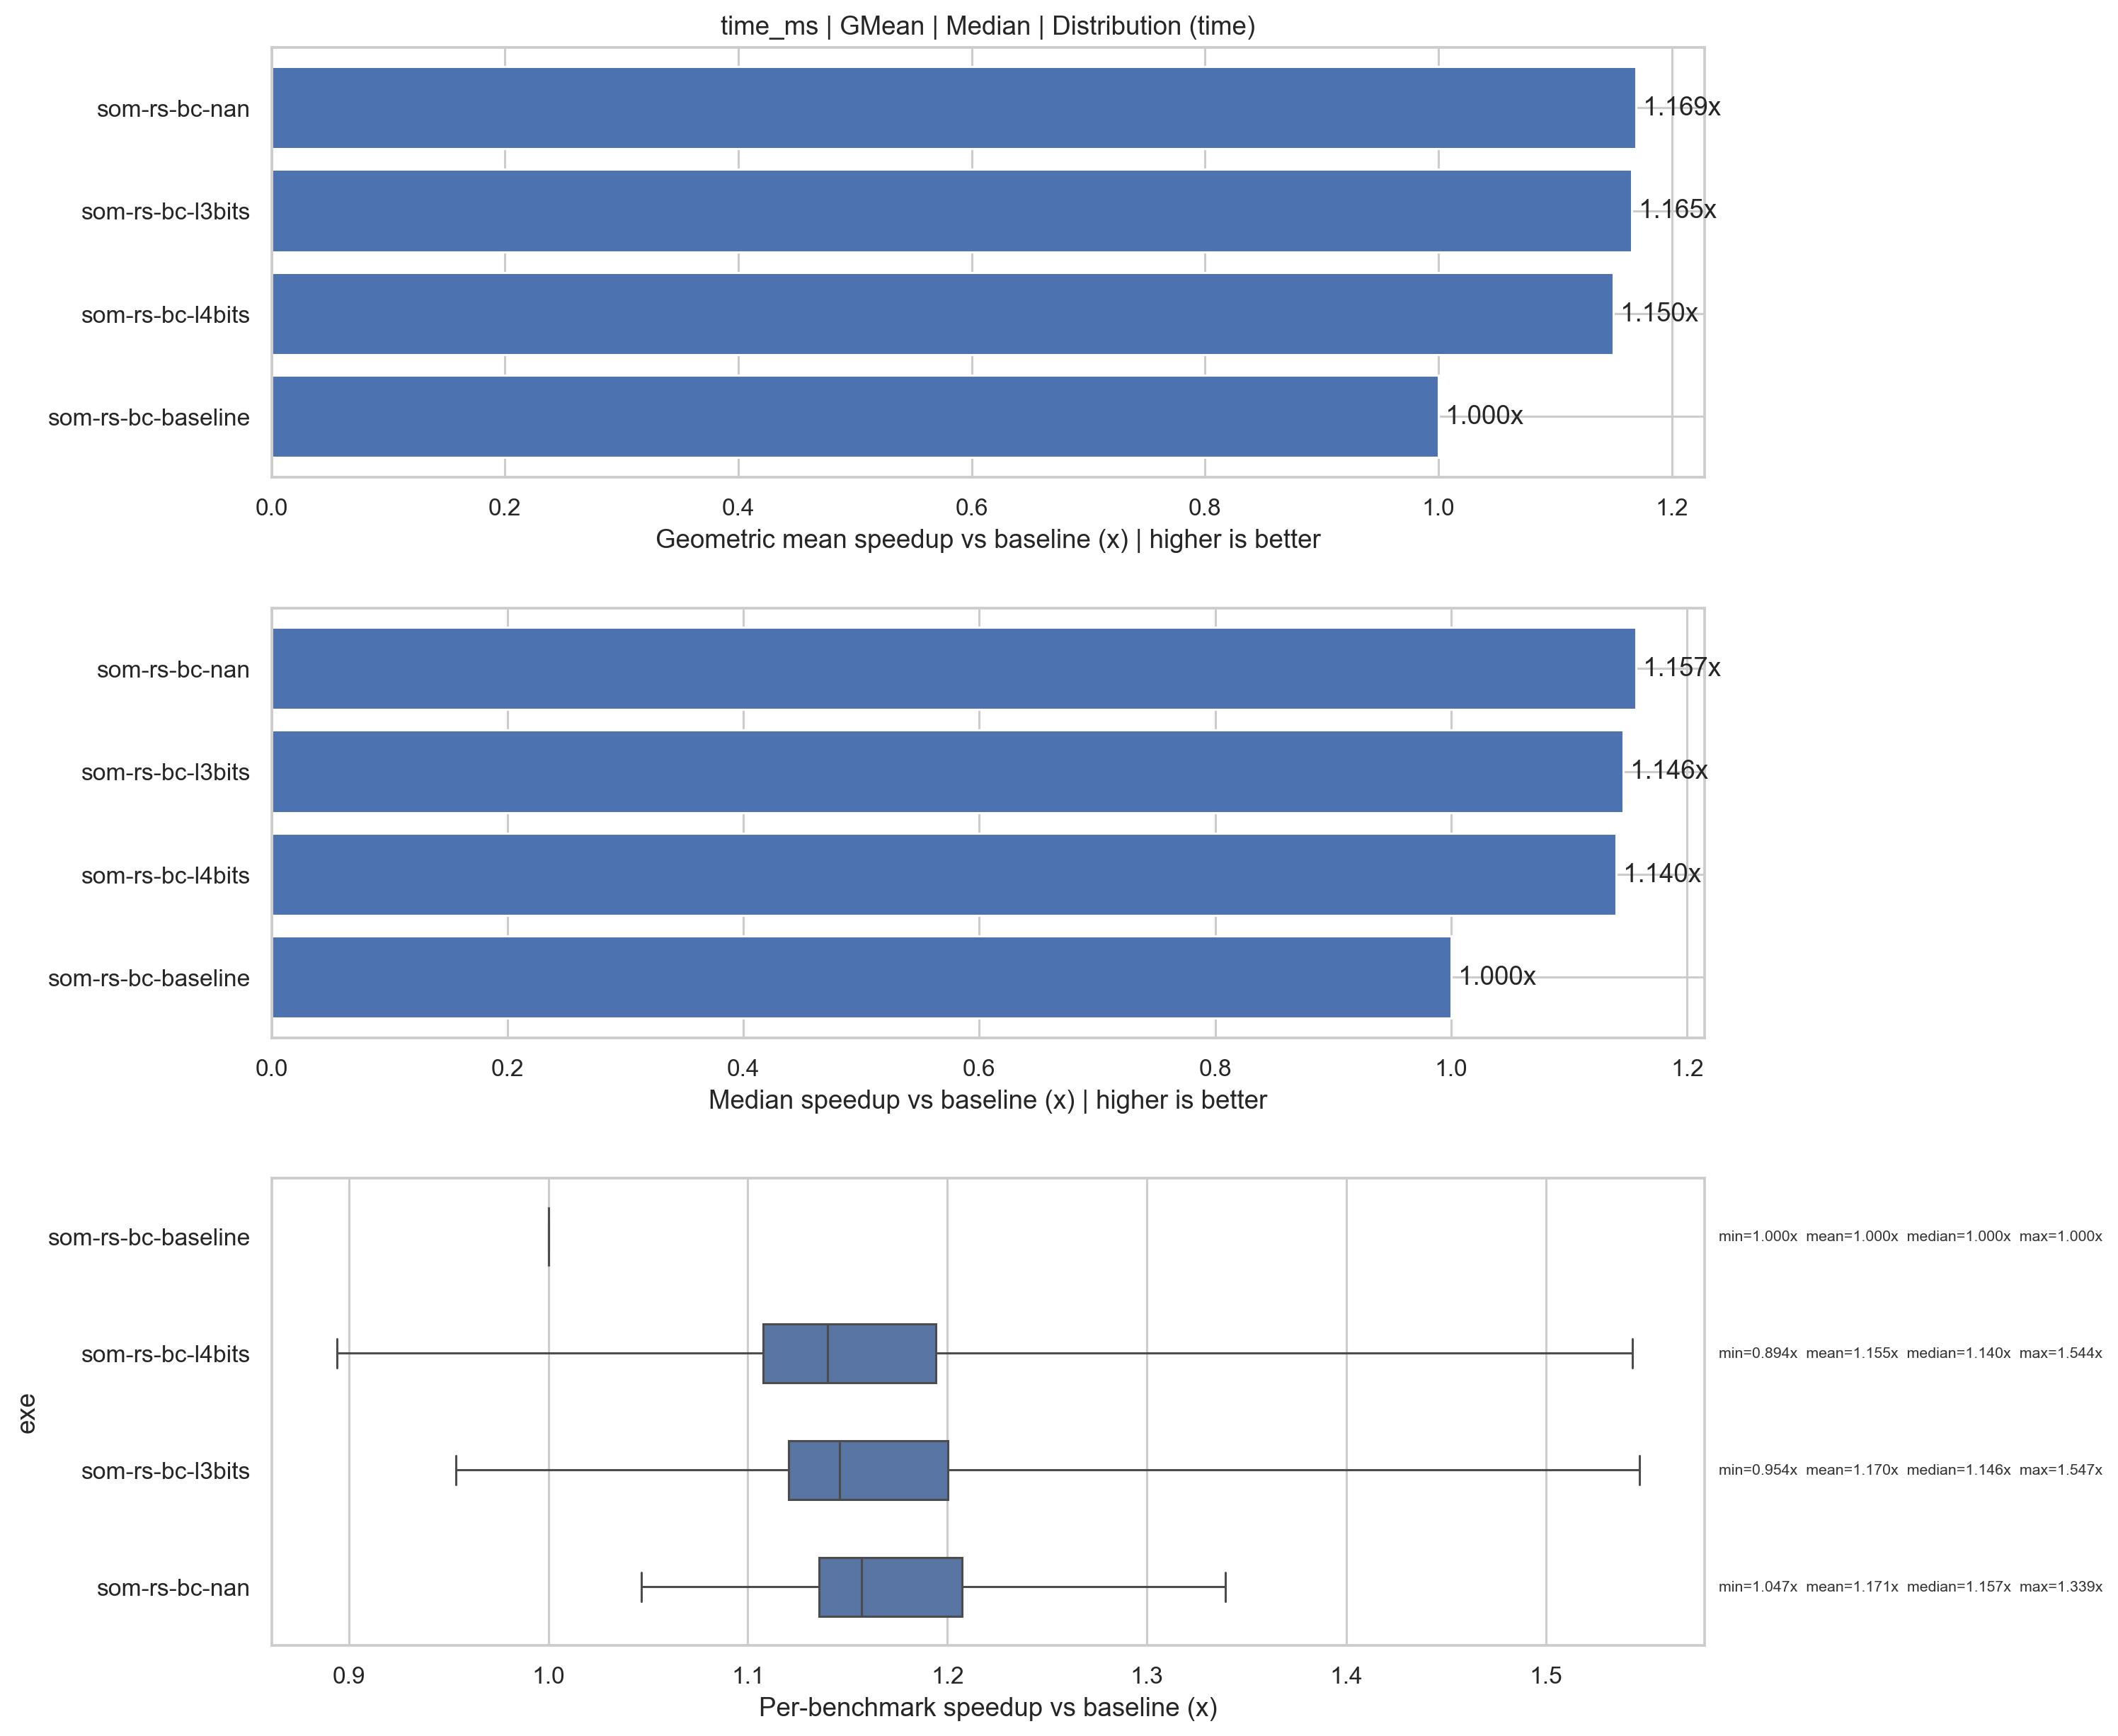 time_ms | GMean | Median | Distribution (time)
som-rs-bc-nan
1.169x
som-rs-bc-l3bits
1.165x
som-rs-bc-l4bits
1.150x
som-rs-bc-baseline
1.000x
0.0 0.2 0.4 0.6 0.8 1.0 1.2
Geometric mean speedup vs baseline (x) | higher is better
som-rs-bc-nan
1.157x
som-rs-bc-l3bits
1.146x
som-rs-bc-l4bits
1.140x
som-rs-bc-baseline
1.000x
0.0 0.2 0.4 0.6 0.8 1.0 1.2
Median speedup vs baseline (x) | higher is better
exe
som-rs-bc-baseline
min=1.000x mean=1.000x median=1.000x max=1.000x
som-rs-bc-l4bits
min=0.894x mean=1.155x median=1.140x max=1.544x
som-rs-bc-l3bits
min=0.954x mean=1.170x median=1.146x max=1.547x
som-rs-bc-nan
min=1.047x mean=1.171x median=1.157x max=1.339x
0.9 1.0 1.1 1.2 1.3 1.4 1.5
Per-benchmark speedup vs baseline (x)